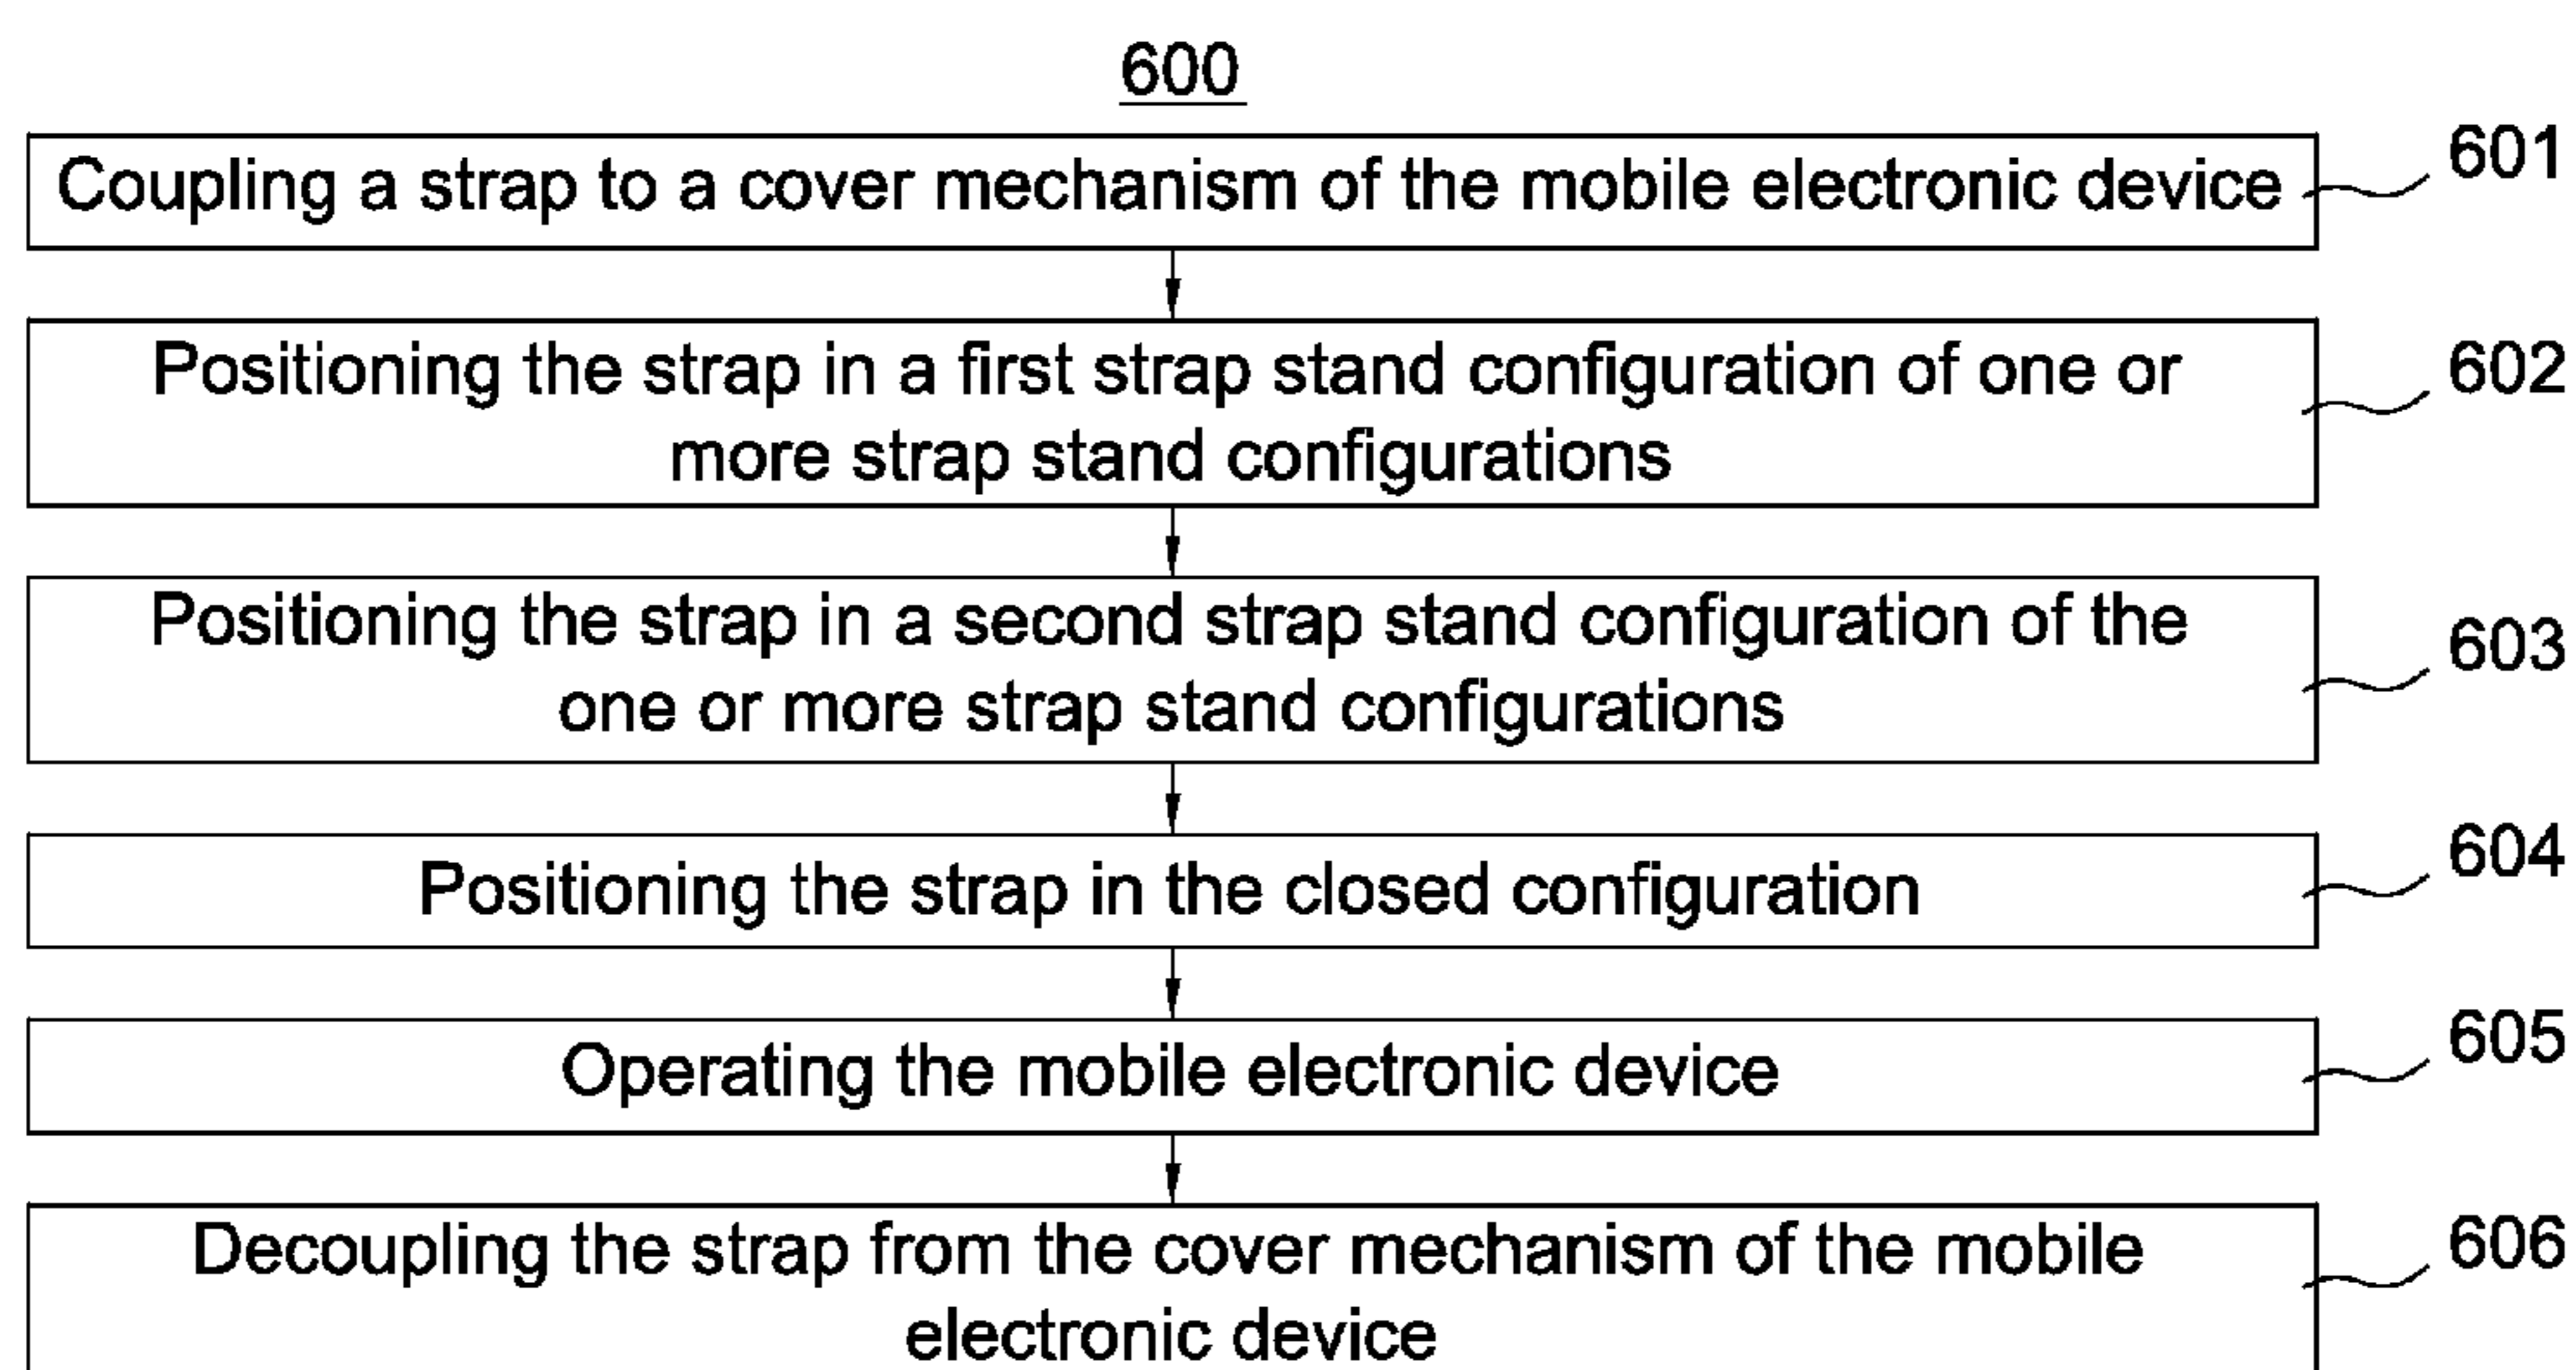 600
Coupling a strap to a cover mechanism of the mobile electronic device
601
Positioning the strap in a first strap stand configuration of one or
more strap stand configurations
602
Positioning the strap in a second strap stand configuration of the
one or more strap stand configurations
603
Positioning the strap in the closed configuration
604
Operating the mobile electronic device
605
Decoupling the strap from the cover mechanism of the mobile
electronic device
606